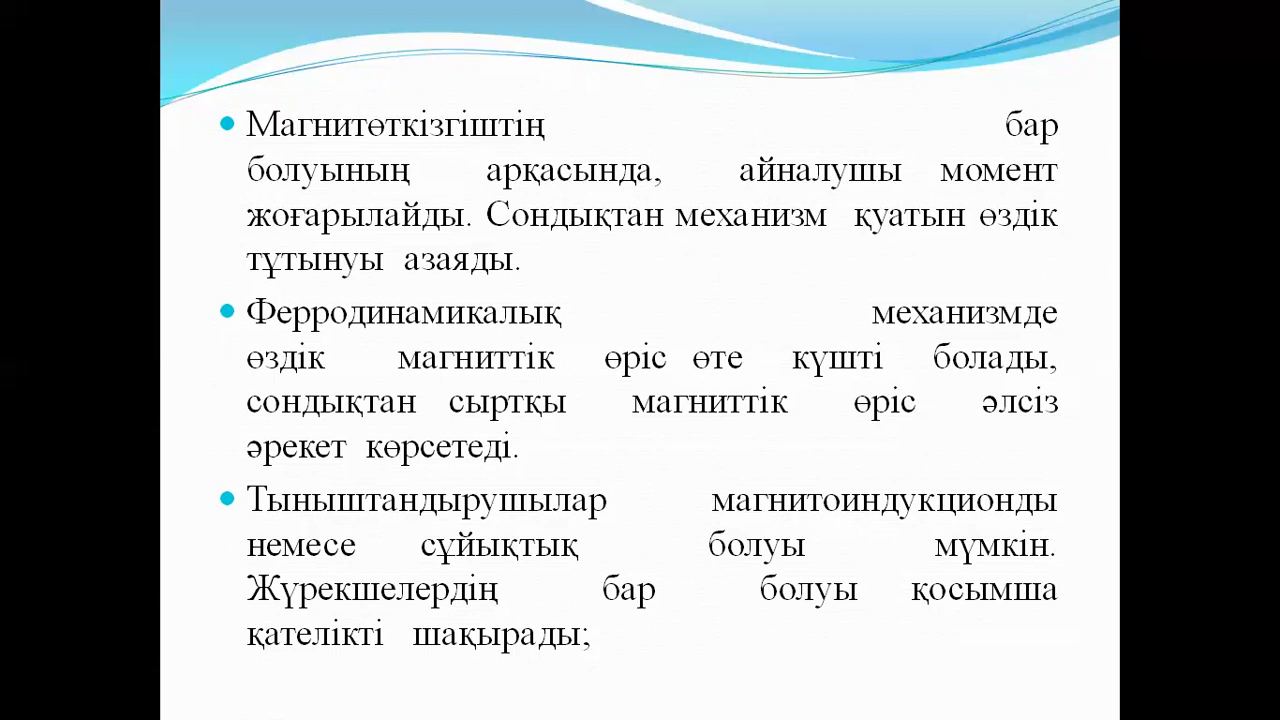 Магнитөткізгіштің бар
болуының арқасында, айналушы момент
жоғарылайды. Сондықтан механизм қуатын өздік
тұтынуы азаяды.
Ферродинамикалық механизмде
өздік магниттік өріс өте күшті болады,
сондықтан сыртқы магниттік өріс әлсіз
әрекет көрсетеді.
Тыныштандырушылар магнитоиндукционды
немесе сұйықтық болуы мүмкін.
Жүрекшелердің бар болуы қосымша
қателікті шақырады;